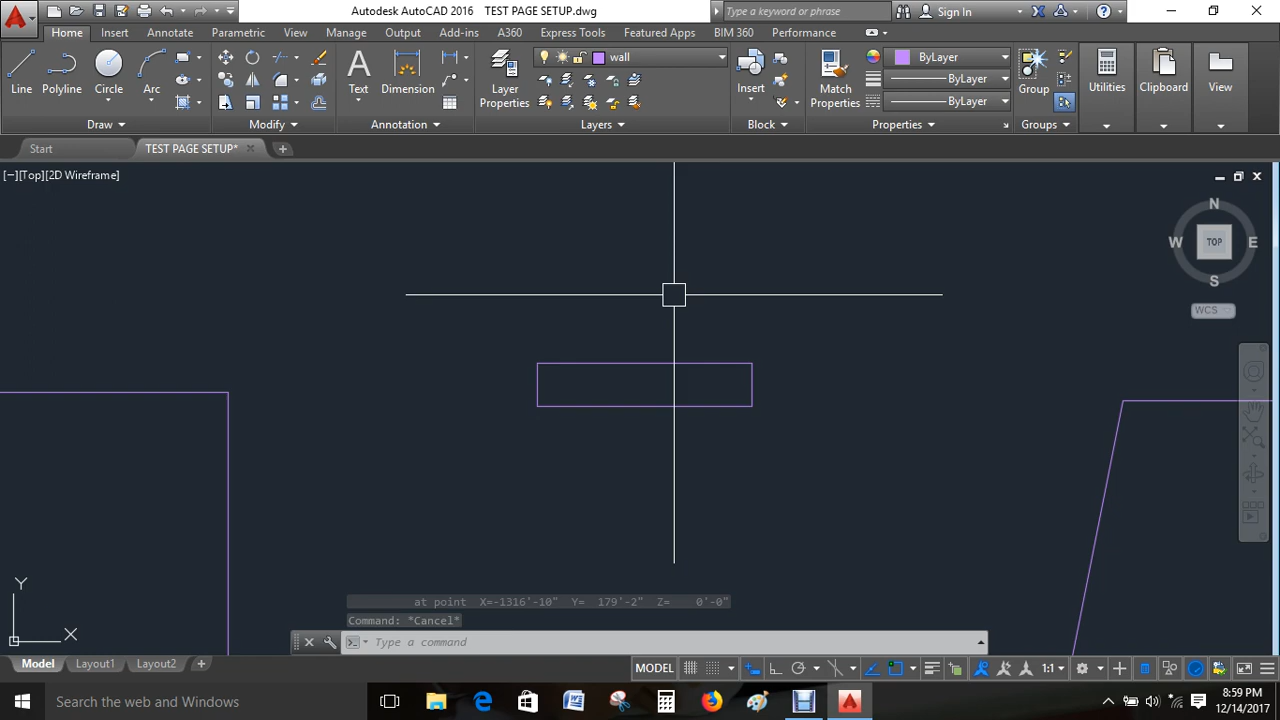 Autodesk AutoCAD 2016 TEST PAGE SETUP.dwg
Type a keyword or phrase
Sign In
Home Insert Annotate Parametric View Manage Output Add-ins A360 Express Tools Featured Apps BIM 360 Performance
wall
ByLayer
ByLayer
ByLayer
Line Polyline Circle Arc
Text Dimension
Layer Properties
Insert
Match Properties
Group
Utilities
Clipboard
View
Draw Modify Annotation Layers Block Properties Groups
Start TEST PAGE SETUP*
[−][Top][2D Wireframe]
N
W TOP E
S
WCS
Y
X
at point X=-1316'-10" Y= 179'-2" Z= 0'-0"
Command: *Cancel*
Type a command
Model Layout1 Layout2
MODEL
1:1
Search the web and Windows
8:59 PM
12/14/2017